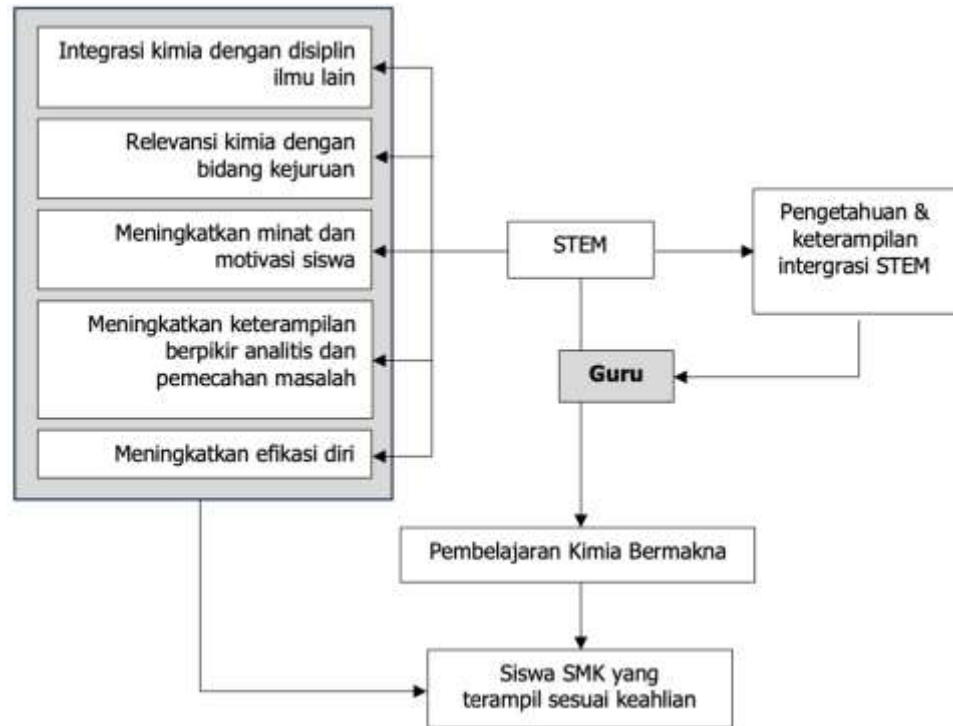 Integrasi kimia dengan disiplin
ilmu lain
Relevansi kimia dengan
bidang kejuruan
Meningkatkan minat dan
motivasi siswa
Meningkatkan keterampilan
berpikir analitis dan
pemecahan masalah
Meningkatkan efikasi diri
STEM
Pengetahuan &
keterampilan
intergrasi STEM
Guru
Pembelajaran Kimia Bermakna
Siswa SMK yang
terampil sesuai keahlian